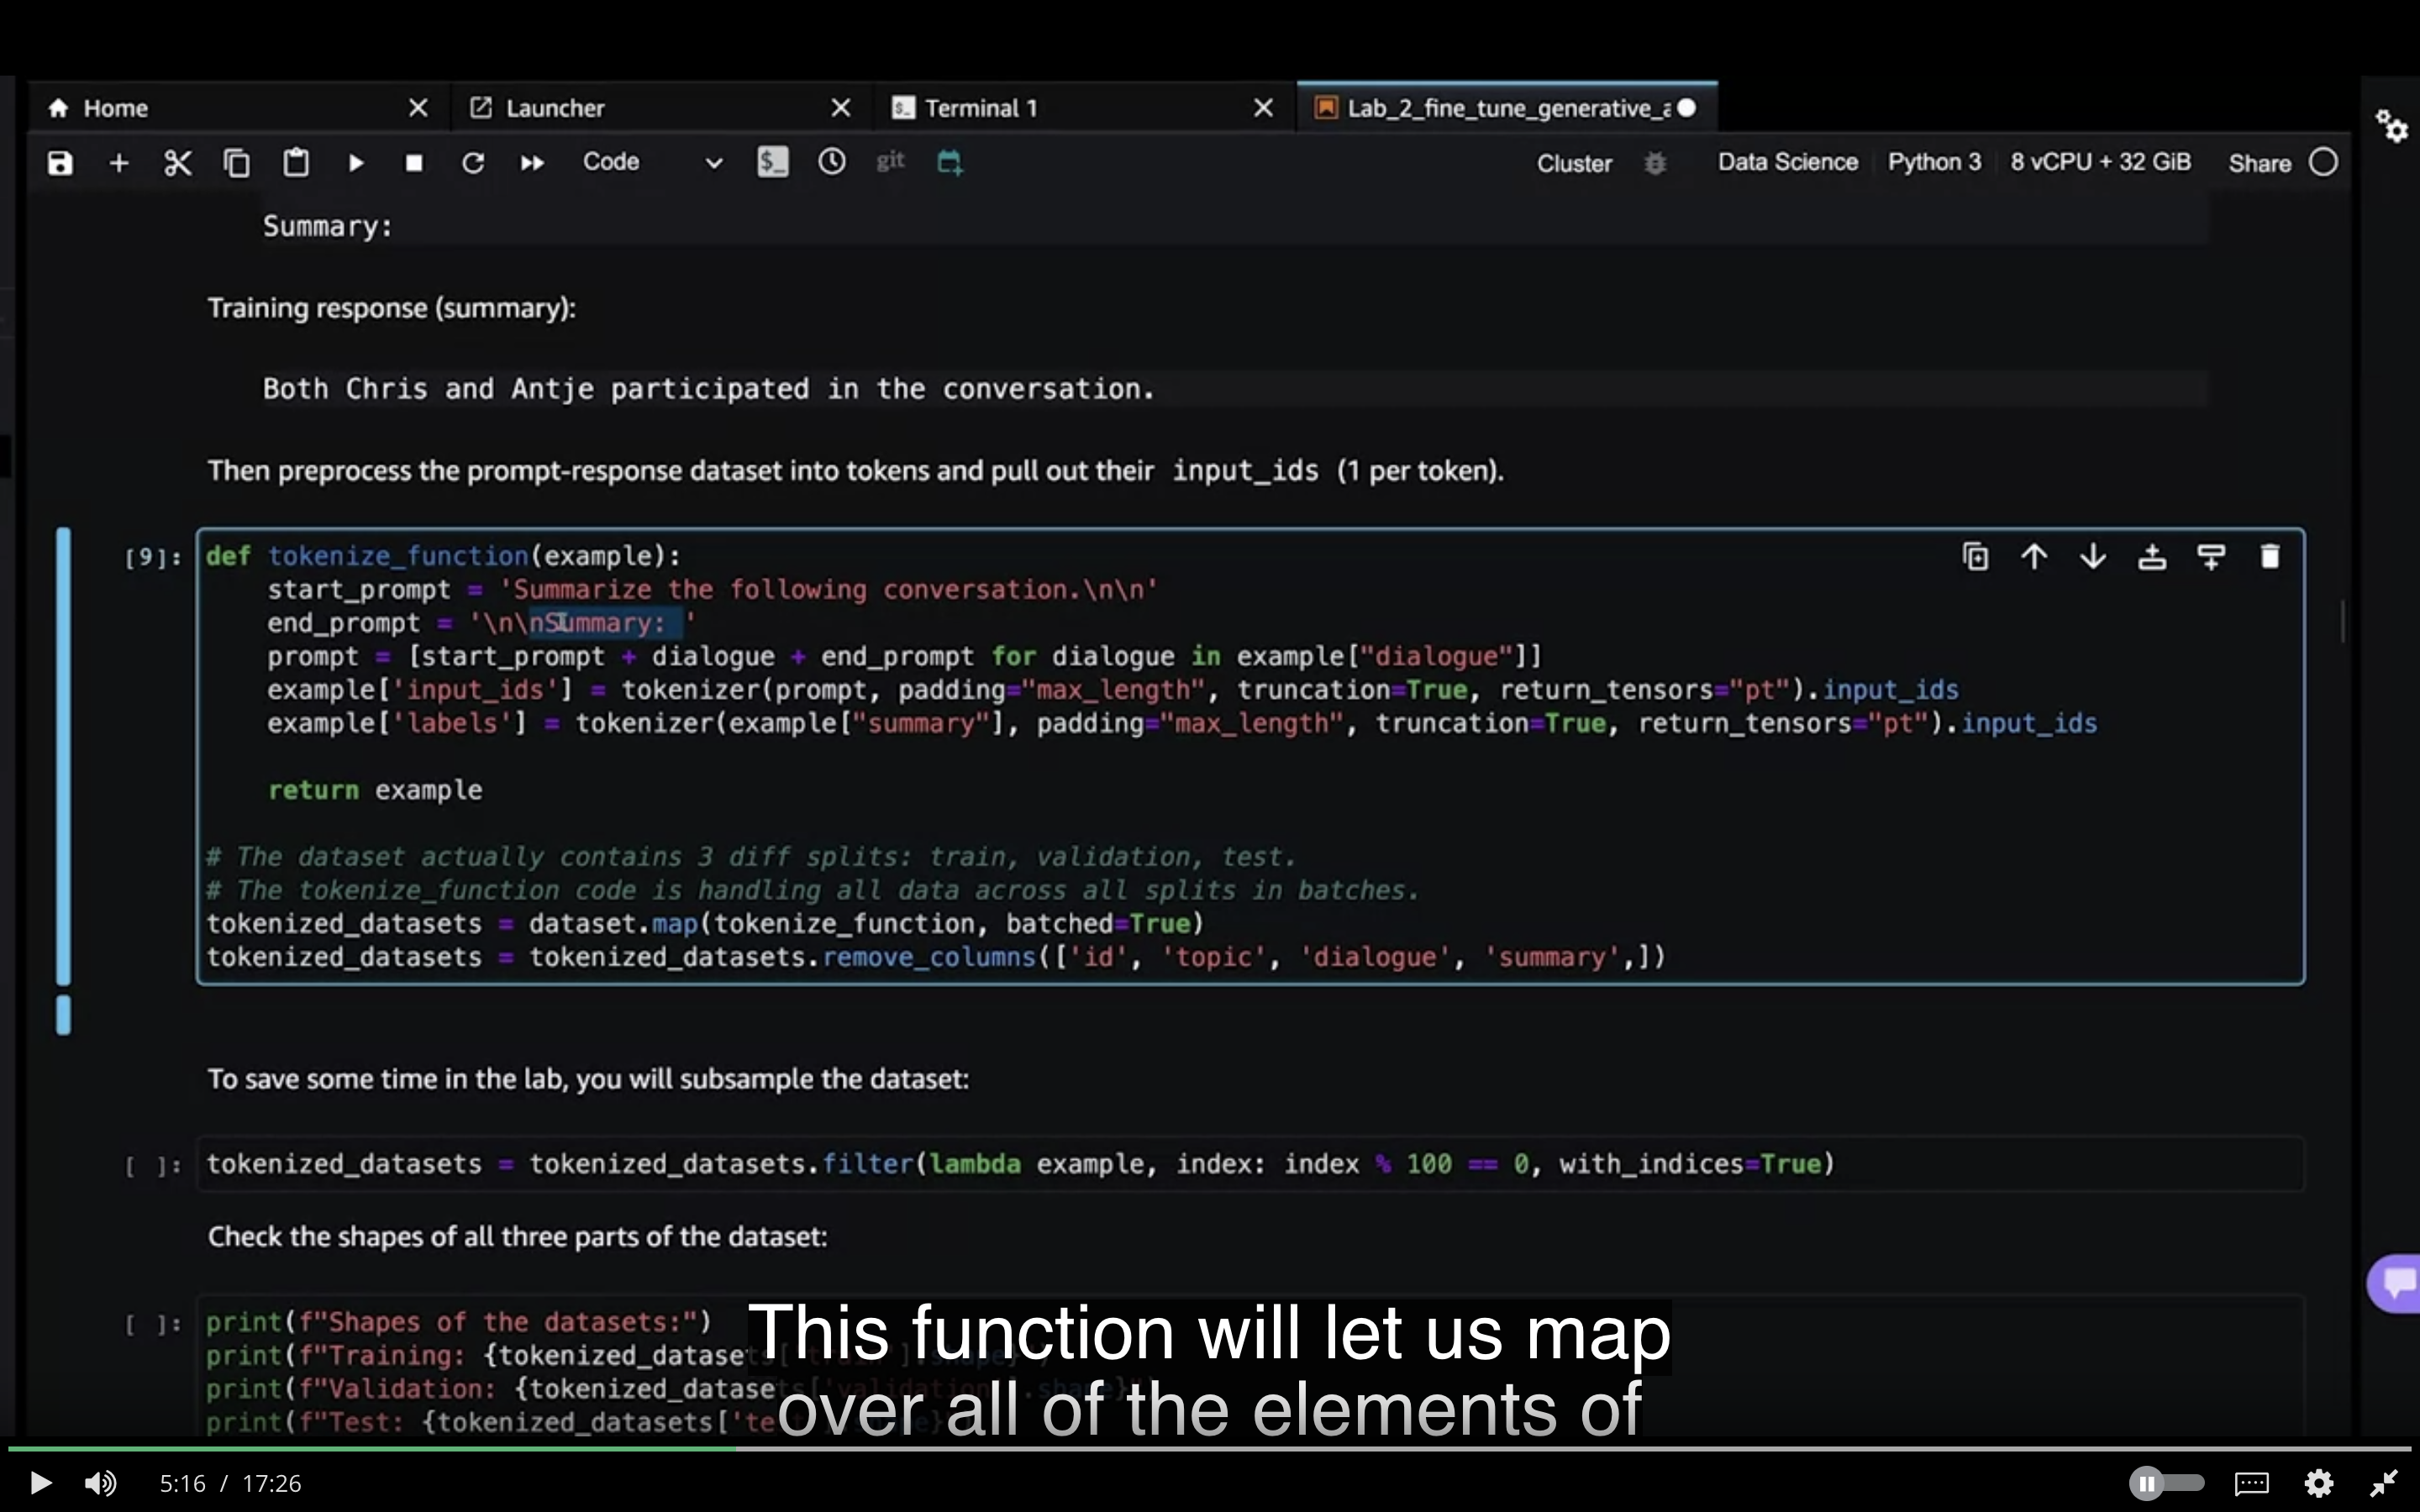 Home
Launcher
Terminal 1
Lab_2_fine_tune_generative_a
Code
git
Cluster
Data Science
Python 3
8 vCPU + 32 GiB
Share
Summary:
Training response (summary):
Both Chris and Antje participated in the conversation.
Then preprocess the prompt-response dataset into tokens and pull out their input_ids (1 per token).
[9]:
def tokenize_function(example):
    start_prompt = 'Summarize the following conversation.\n\n'
    end_prompt = '\n\nSummary: '
    prompt = [start_prompt + dialogue + end_prompt for dialogue in example["dialogue"]]
    example['input_ids'] = tokenizer(prompt, padding="max_length", truncation=True, return_tensors="pt").input_ids
    example['labels'] = tokenizer(example["summary"], padding="max_length", truncation=True, return_tensors="pt").input_ids
    return example
# The dataset actually contains 3 diff splits: train, validation, test.
# The tokenize_function code is handling all data across all splits in batches.
tokenized_datasets = dataset.map(tokenize_function, batched=True)
tokenized_datasets = tokenized_datasets.remove_columns(['id', 'topic', 'dialogue', 'summary',])
To save some time in the lab, you will subsample the dataset:
[ ]:
tokenized_datasets = tokenized_datasets.filter(lambda example, index: index % 100 == 0, with_indices=True)
Check the shapes of all three parts of the dataset:
[ ]:
print(f"Shapes of the datasets:")
print(f"Training: {tokenized_datasets['train'].shape}
print(f"Validation: {tokenized_datasets['validation'].shape}
print(f"Test: {tokenized_datasets['te
This function will let us map
over all of the elements of
5:16 / 17:26